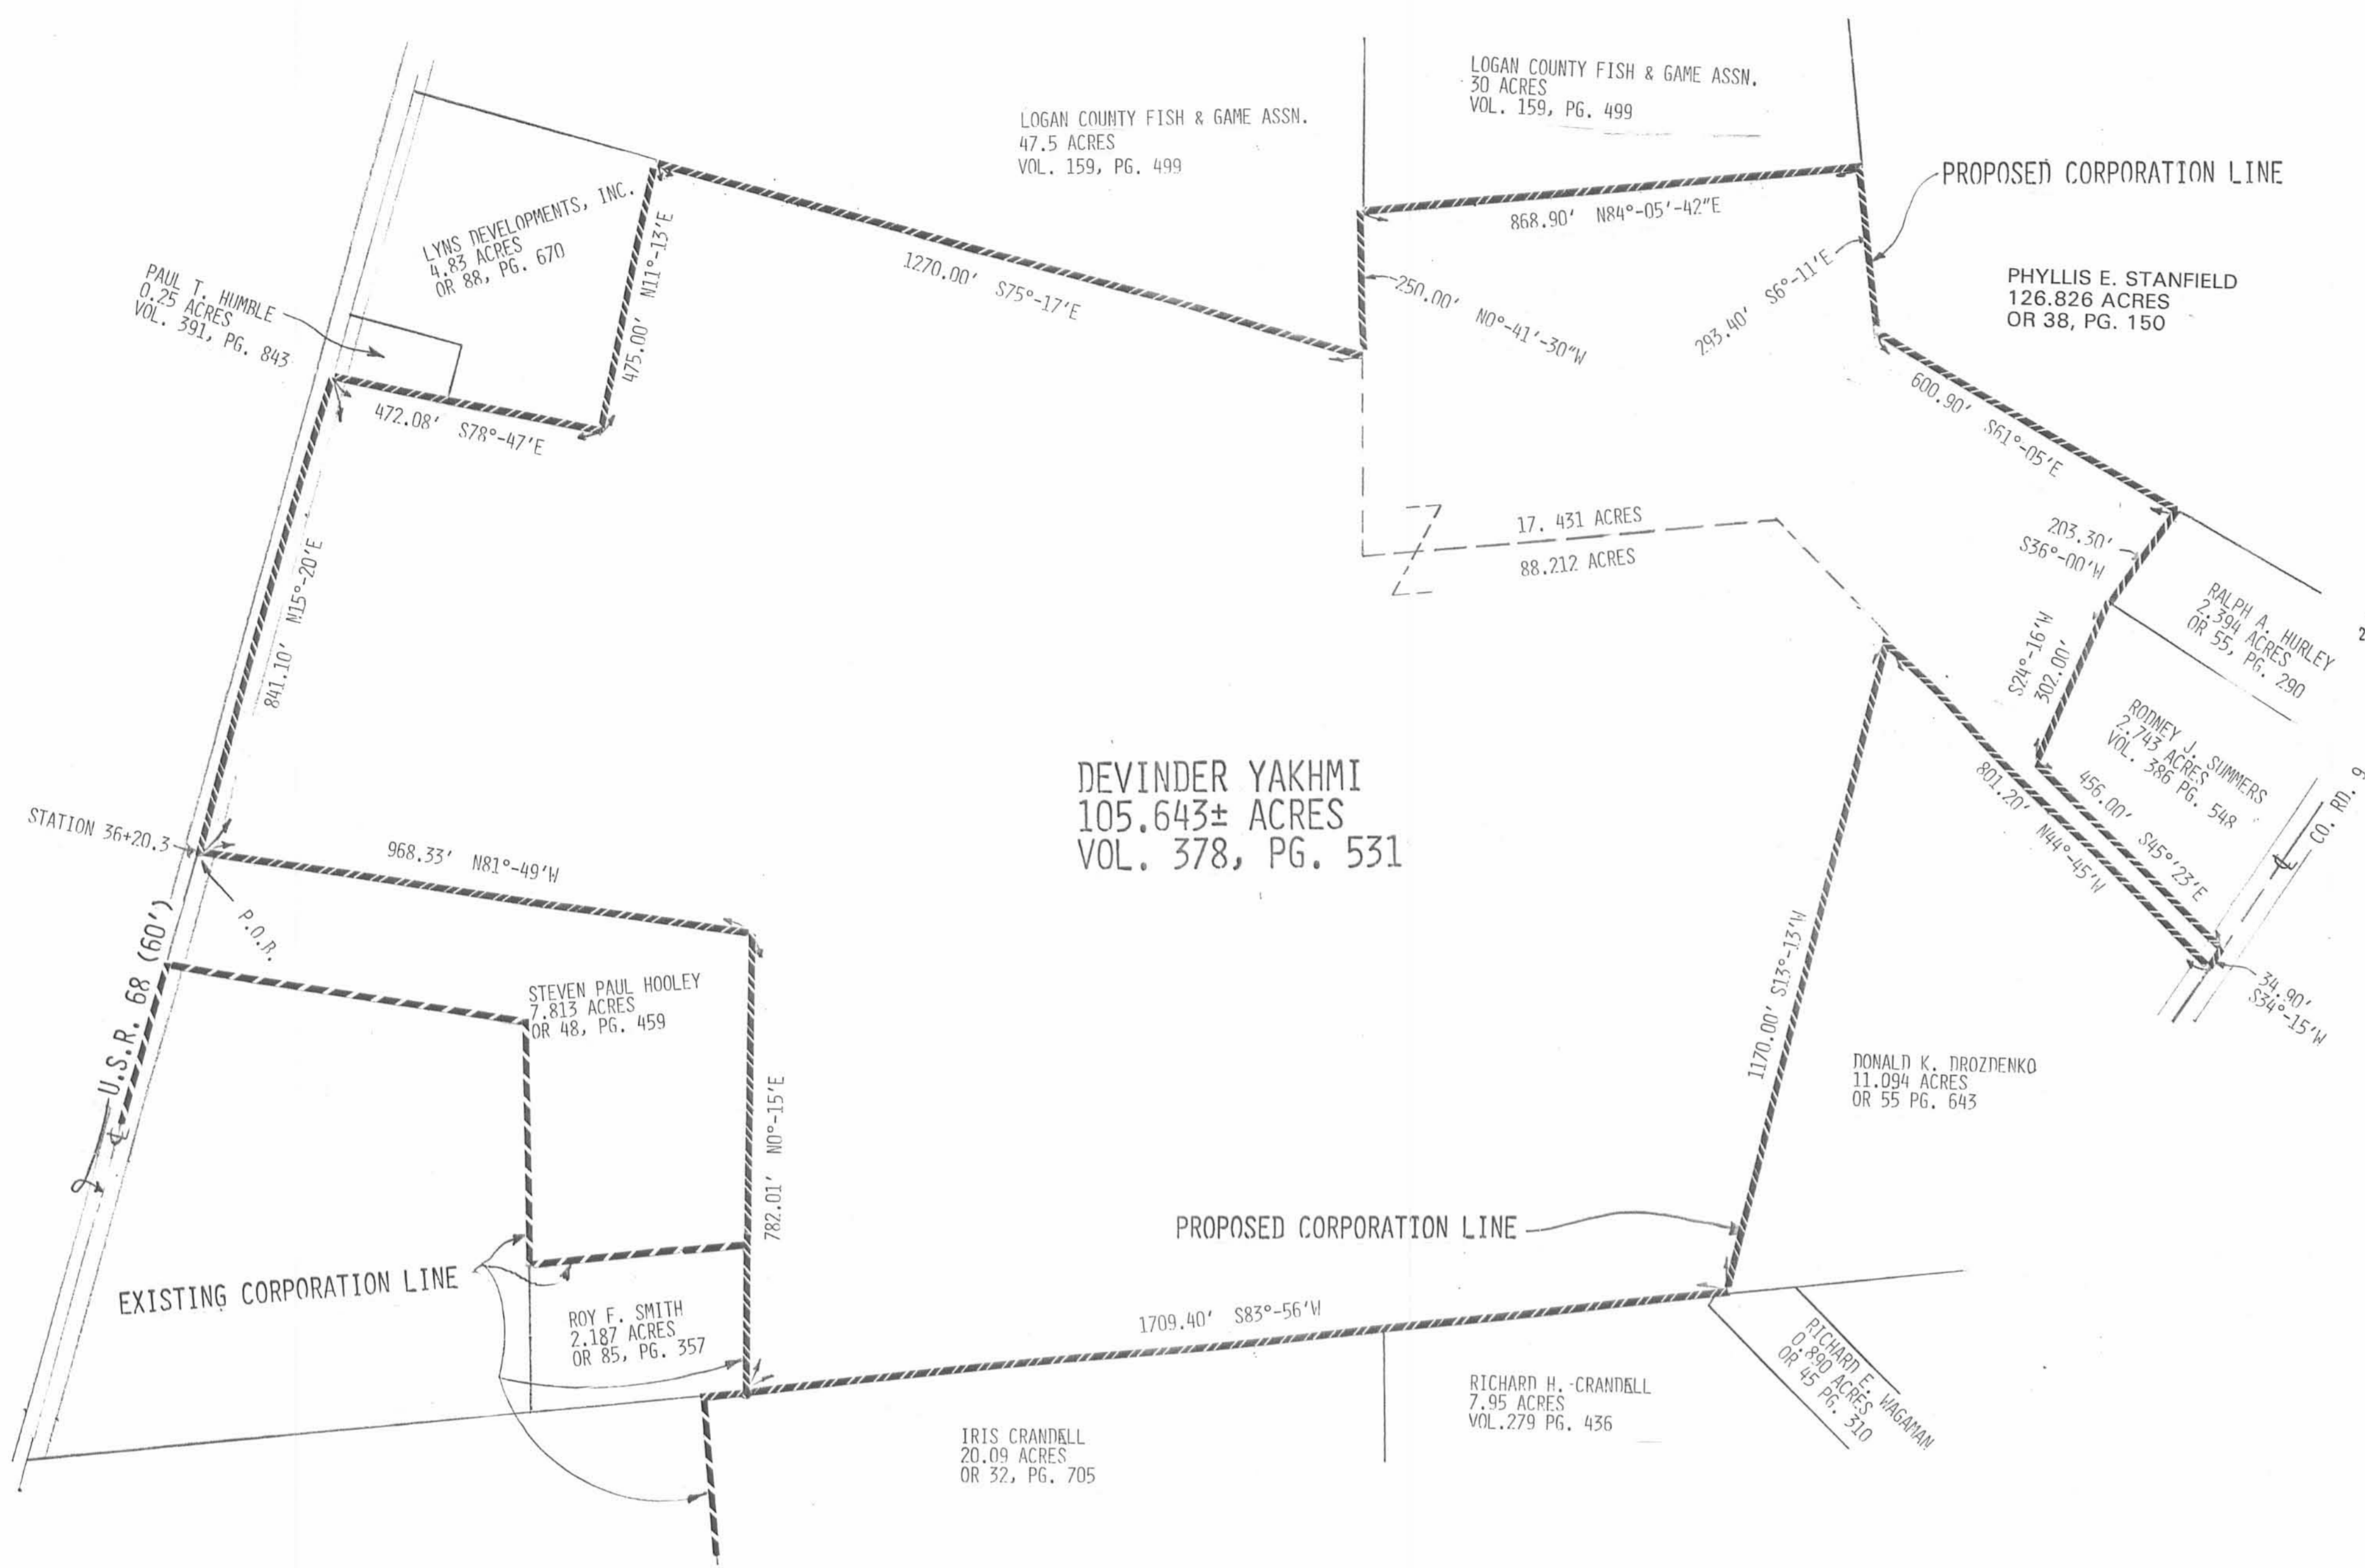 LOGAN COUNTY FISH & GAME ASSN.
30 ACRES
VOL. 159, PG. 499
LOGAN COUNTY FISH & GAME ASSN.
47.5 ACRES
VOL. 159, PG. 499
PROPOSED CORPORATION LINE
868.90' N84°-05'-42"E
LYNS DEVELOPMENTS, INC.
4.83 ACRES
OR 88, PG. 670
475.00' N11°-13'E
1270.00' S75°-17'E
250.00' N0°-41'-30"W
293.40' S6°-11'E
PHYLLIS E. STANFIELD
126.826 ACRES
OR 38, PG. 150
PAUL T. HUMBLE
0.25 ACRES
VOL. 391, PG. 843
472.08' S78°-47'E
600.90' S61°-05'E
841.10' N15°-20'E
17.431 ACRES
88.212 ACRES
203.30'
S36°-00'W
RALPH A. HURLEY
2.394 ACRES
OR 55, PG. 290
2
S24°-16'W
302.00'
RODNEY J. SUMMERS
2.743 ACRES
VOL. 386 PG. 548
DEVINDER YAKHMI
105.643± ACRES
VOL. 378, PG. 531
801.20' N44°-45'W
456.00' S45°'23'E
CO. RD. 9
STATION 36+20.3
968.33' N81°-49'W
P.O.B.
U.S.R. 68 (60')
STEVEN PAUL HOOLEY
7.813 ACRES
OR 48, PG. 459
1170.00' S13°-13'W
34.90'
S34°-15'W
DONALD K. DROZDENKO
11.094 ACRES
OR 55 PG. 643
782.01' N0°-15'E
PROPOSED CORPORATION LINE
EXISTING CORPORATION LINE
ROY F. SMITH
2.187 ACRES
OR 85, PG. 357
1709.40' S83°-56'W
RICHARD E. WAGAMAN
0.890 ACRES
OR 45 PG. 310
RICHARD H. CRANDELL
7.95 ACRES
VOL.279 PG. 436
IRIS CRANDELL
20.09 ACRES
OR 32, PG. 705